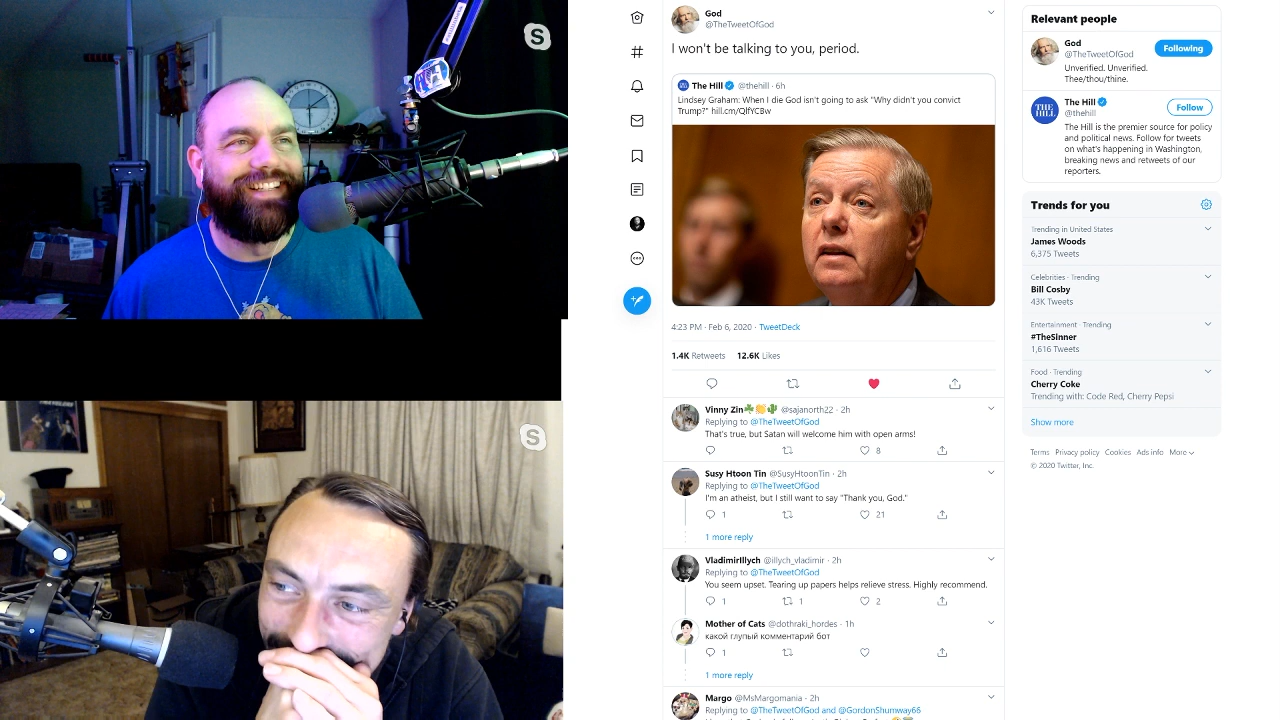 God
@TheTweetOfGod
I won't be talking to you, period.
The Hill @thehill · 6h
Lindsey Graham: When I die God isn't going to ask "Why didn't you convict
Trump?" hill.cm/QlfYCBw
4:23 PM · Feb 6, 2020 · TweetDeck
1.4K Retweets 12.6K Likes
Vinny Zin☘️👏🌵 @sajanorth22 · 2h
Replying to @TheTweetOfGod
That's true, but Satan will welcome him with open arms!
8
Susy Htoon Tin @SusyHtoonTin · 2h
Replying to @TheTweetOfGod
I'm an atheist, but I still want to say "Thank you, God."
1 21
1 more reply
VladimirIllych @illych_vladimir · 2h
Replying to @TheTweetOfGod
You seem upset. Tearing up papers helps relieve stress. Highly recommend.
1 1 2
Mother of Cats @dothraki_hordes · 1h
какой глупый комментарий бот
1
1 more reply
Margo @MsMargomania · 2h
Replying to @TheTweetOfGod and @GordonShumway66
Relevant people
God
@TheTweetOfGod
Following
Unverified. Unverified.
Thee/thou/thine.
THE
HILL
The Hill
@thehill
Follow
The Hill is the premier source for policy
and political news. Follow for tweets
on what's happening in Washington,
breaking news and retweets of our
reporters.
Trends for you
Trending in United States
James Woods
6,375 Tweets
Celebrities · Trending
Bill Cosby
43K Tweets
Entertainment · Trending
#TheSinner
1,616 Tweets
Food · Trending
Cherry Coke
Trending with: Code Red, Cherry Pepsi
Show more
Terms Privacy policy Cookies Ads info More
© 2020 Twitter, Inc.